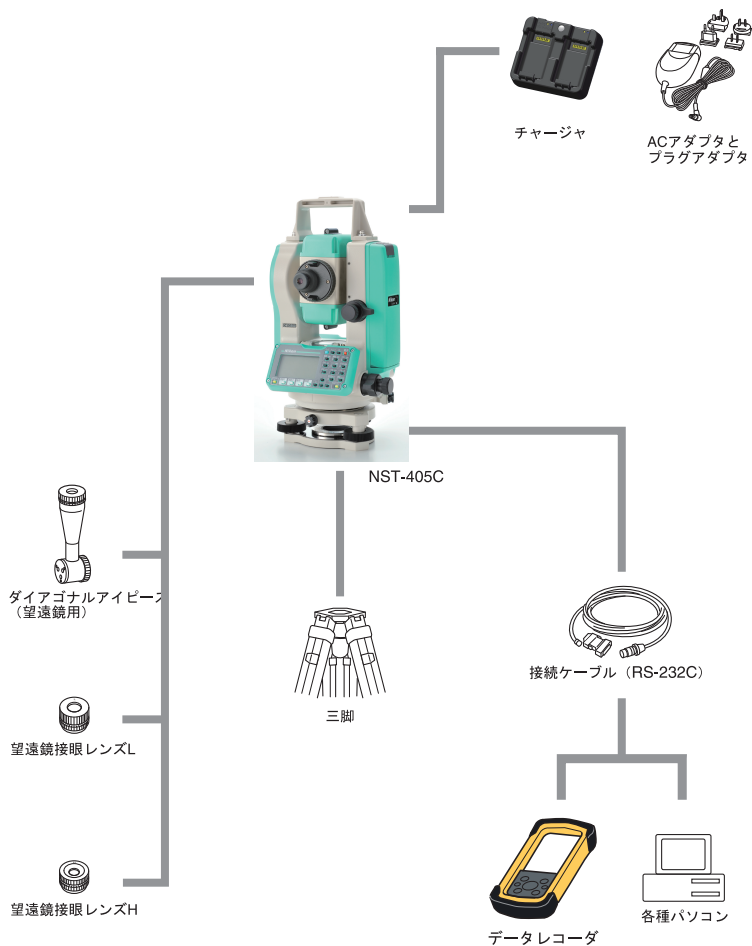 チャージャ
ACアダプタと
プラグアダプタ
NST-405C
ダイアゴナルアイピース
（望遠鏡用）
三脚
接続ケーブル（RS-232C）
望遠鏡接眼レンズL
望遠鏡接眼レンズH
データレコーダ
各種パソコン